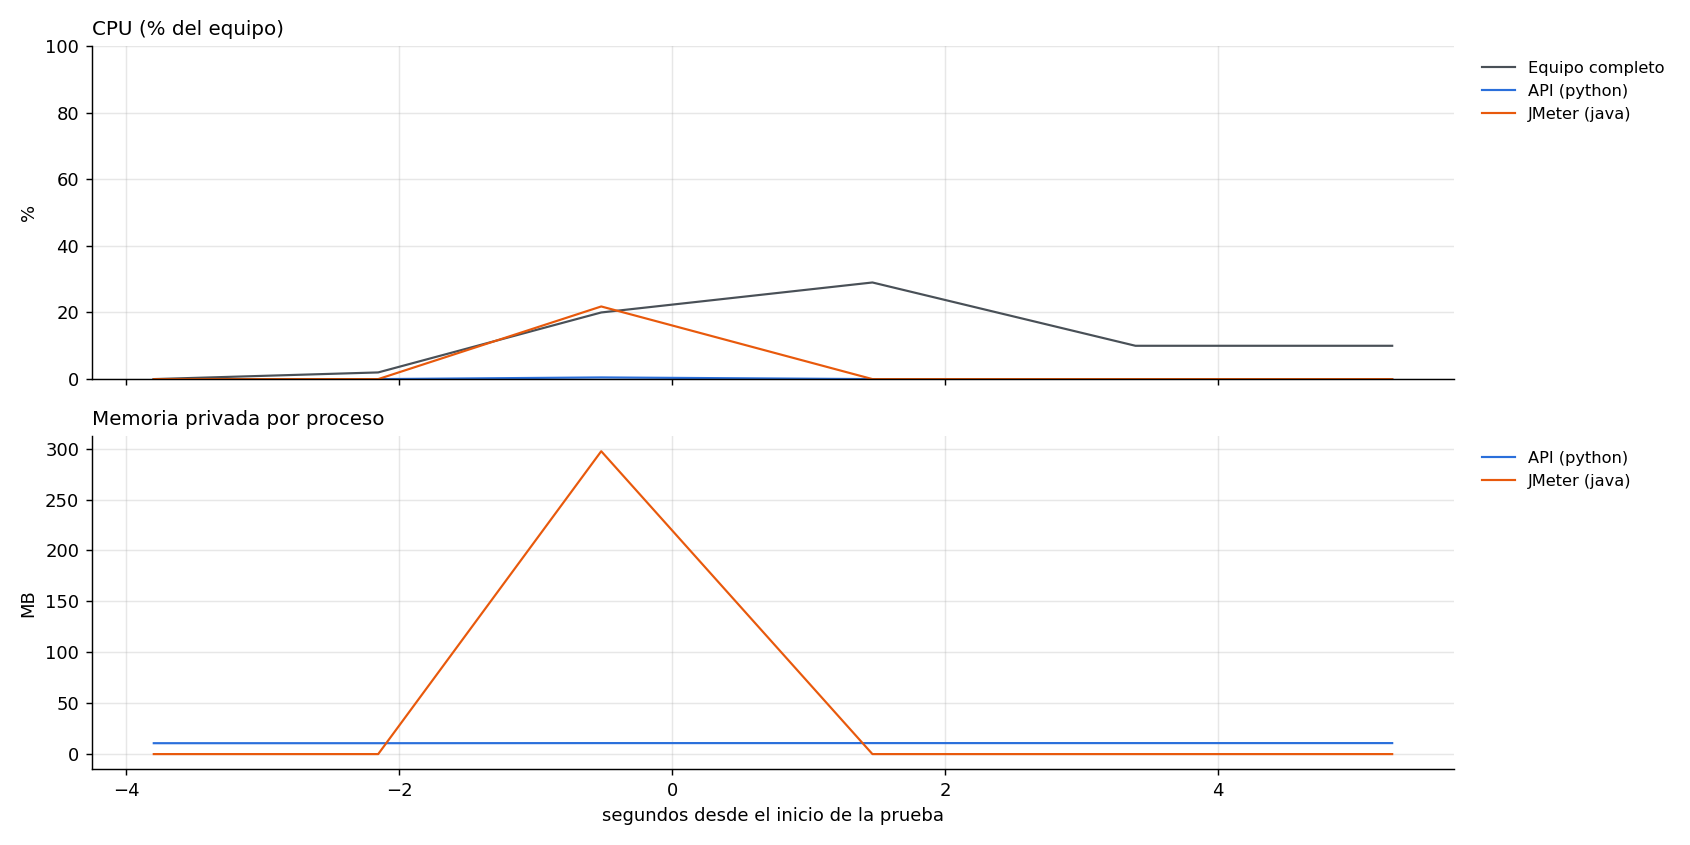 CPU (% del equipo)
100
80
60
40
20
0
%
Equipo completo
API (python)
JMeter (java)
Memoria privada por proceso
300
250
200
150
100
50
0
MB
API (python)
JMeter (java)
−4 −2 0 2 4
segundos desde el inicio de la prueba